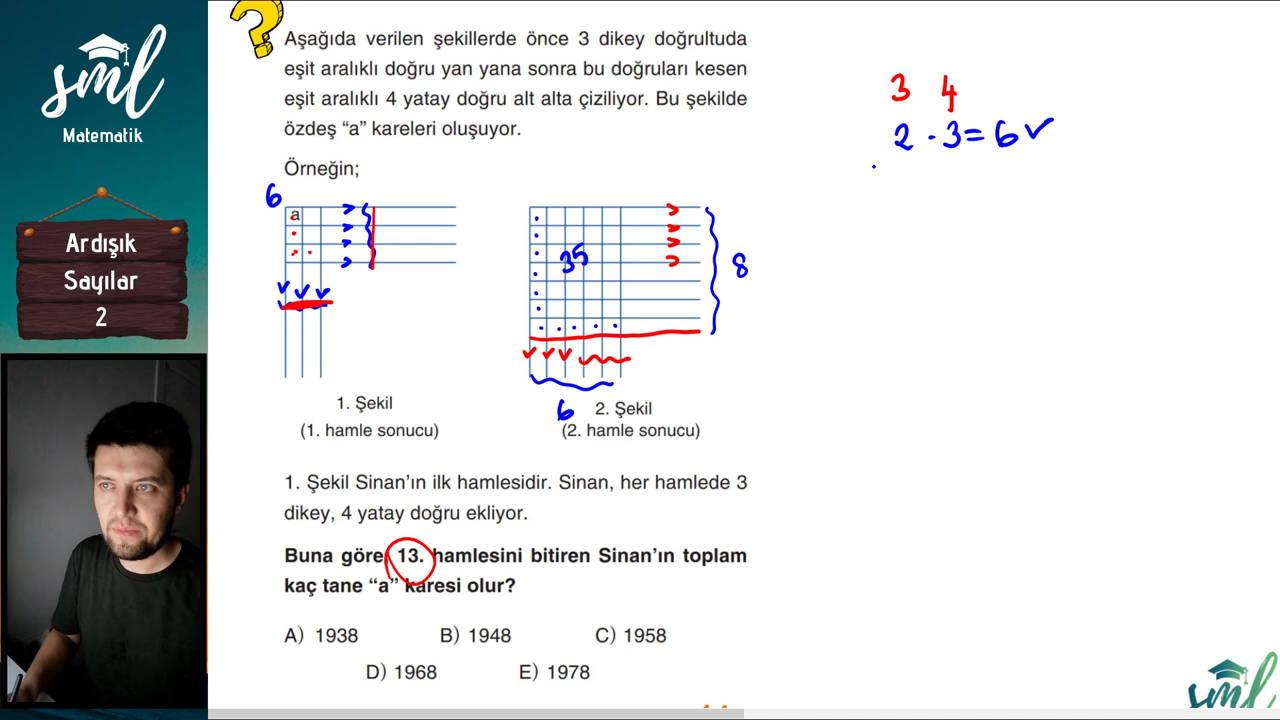 sml
Matematik
Ardışık
Sayılar
2
?
Aşağıda verilen şekillerde önce 3 dikey doğrultuda
eşit aralıklı doğru yan yana sonra bu doğruları kesen
eşit aralıklı 4 yatay doğru alt alta çiziliyor. Bu şekilde
özdeş “a” kareleri oluşuyor.
Örneğin;
6
a
35
8
6
1. Şekil
(1. hamle sonucu)
2. Şekil
(2. hamle sonucu)
1. Şekil Sinan’ın ilk hamlesidir. Sinan, her hamlede 3
dikey, 4 yatay doğru ekliyor.
Buna göre 13. hamlesini bitiren Sinan’ın toplam
kaç tane “a” karesi olur?
A) 1938 B) 1948 C) 1958
D) 1968 E) 1978
3 4
2 · 3 = 6 ✓
sml